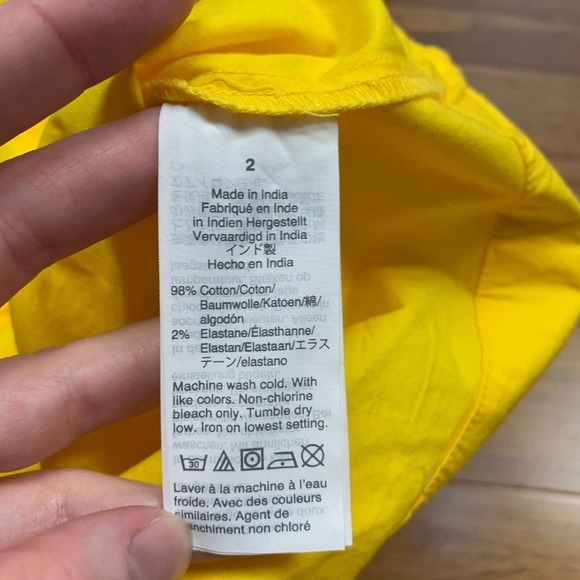 2
Made in India
Fabriqué en Inde
in Indien Hergestellt
Vervaardigd in India
インド製
Hecho en India
98% Cotton/Coton/
Baumwolle/Katoen/綿/
algodón
2% Elastane/Élasthanne/
Elastan/Elastaan/エラス
テーン/elastano
Machine wash cold. With
like colors. Non-chlorine
bleach only. Tumble dry
low. Iron on lowest setting.
30
Laver à la machine à l'eau
froide. Avec des couleurs
similaires. Agent de
non chloré